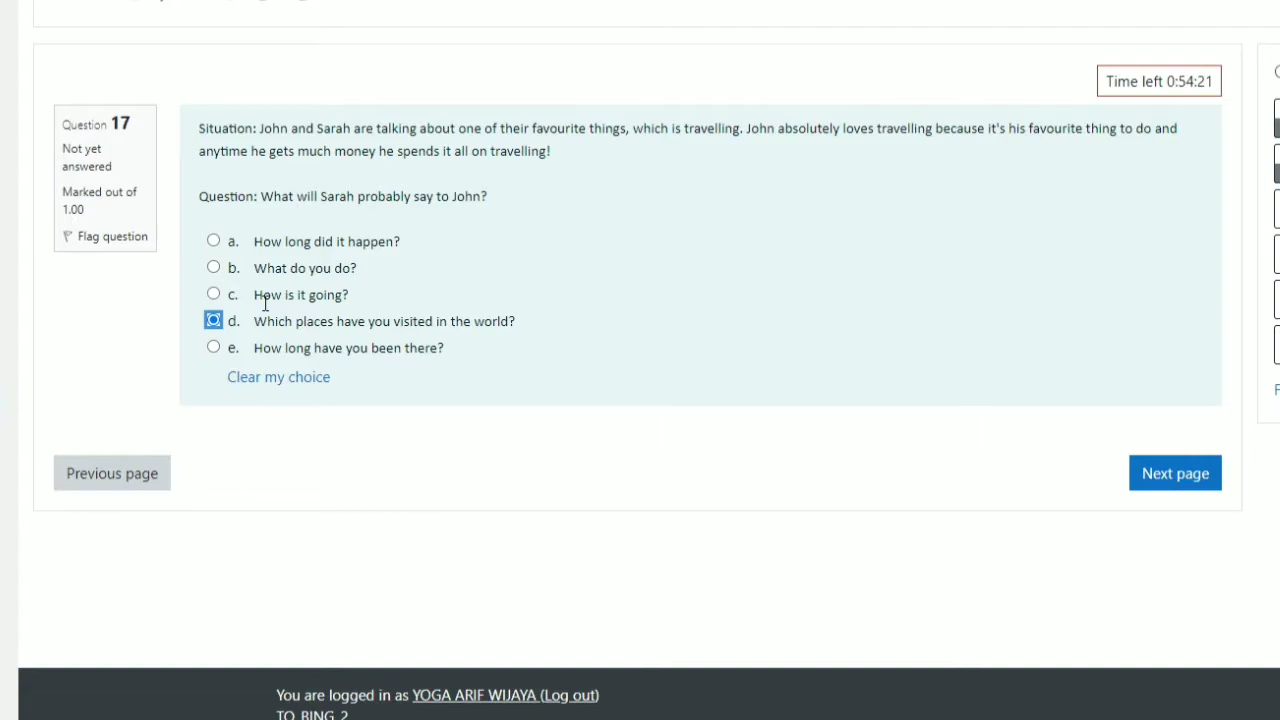 Time left 0:54:21
Question 17
Not yet
answered
Marked out of
1.00
Flag question
Situation: John and Sarah are talking about one of their favourite things, which is travelling. John absolutely loves travelling because it's his favourite thing to do and
anytime he gets much money he spends it all on travelling!
Question: What will Sarah probably say to John?
a. How long did it happen?
b. What do you do?
c. How is it going?
d. Which places have you visited in the world?
e. How long have you been there?
Clear my choice
Previous page
Next page
You are logged in as YOGA ARIF WIJAYA (Log out)
TO_BING_2